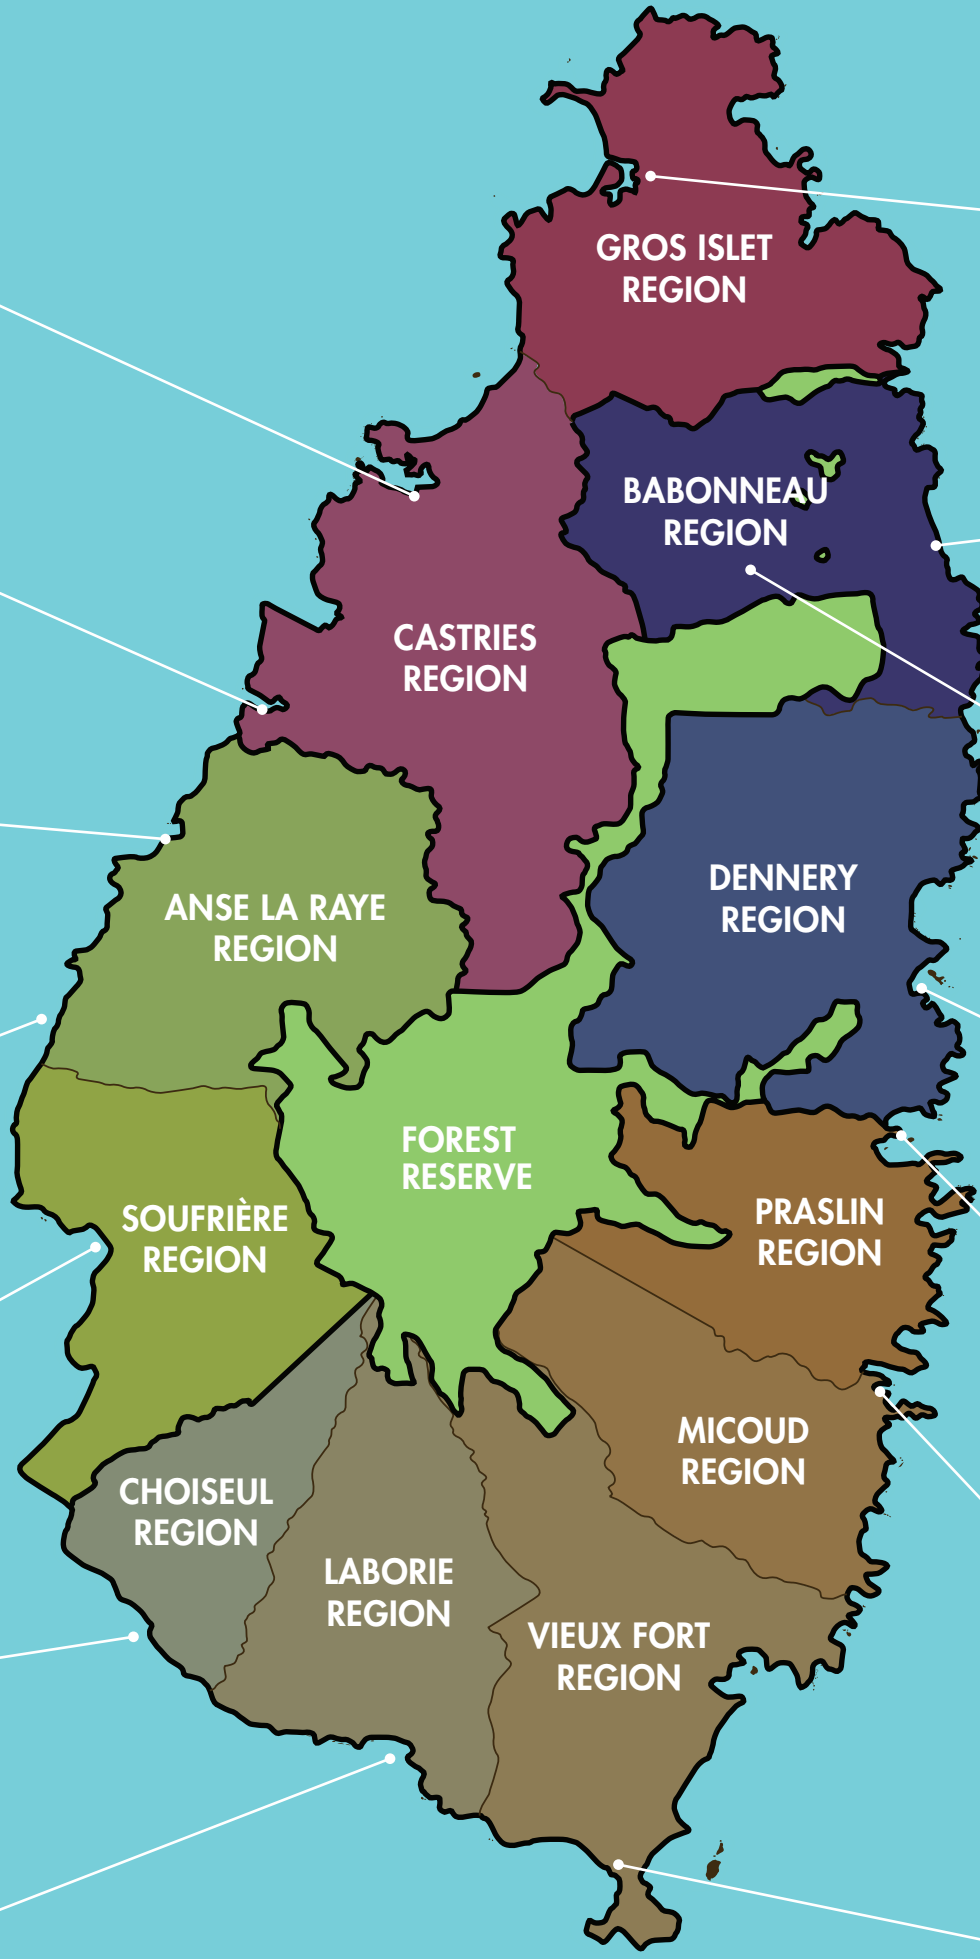 GROS ISLET
REGION
BABONNEAU
REGION
CASTRIES
REGION
DENNERY
REGION
ANSE LA RAYE
REGION
FOREST
RESERVE
SOUFRIÈRE
REGION
PRASLIN
REGION
MICOUD
REGION
CHOISEUL
REGION
LABORIE
REGION
VIEUX FORT
REGION